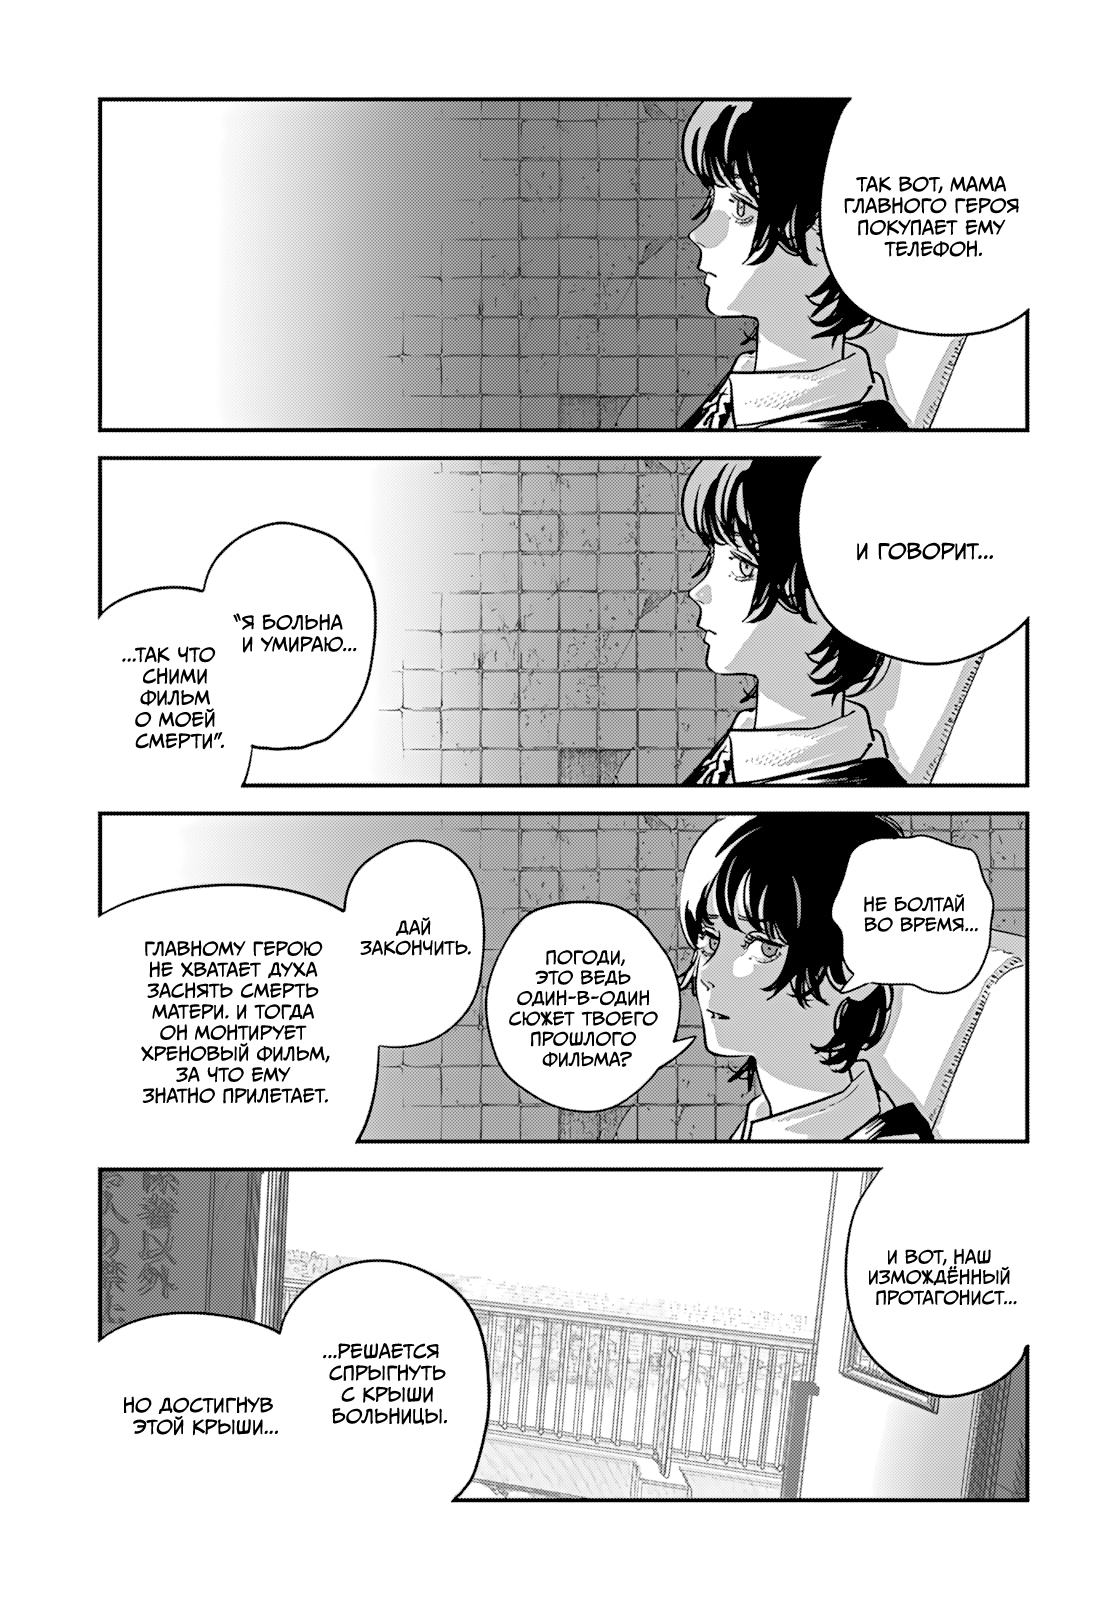 ТАК ВОТ, МАМА
ГЛАВНОГО ГЕРОЯ
ПОКУПАЕТ ЕМУ
ТЕЛЕФОН.
И ГОВОРИТ...
“Я БОЛЬНА
И УМИРАЮ...
...ТАК ЧТО
СНИМИ
ФИЛЬМ
О МОЕЙ
СМЕРТИ”.
НЕ БОЛТАЙ
ВО ВРЕМЯ...
ПОГОДИ,
ЭТО ВЕДЬ
ОДИН-В-ОДИН
СЮЖЕТ ТВОЕГО
ПРОШЛОГО
ФИЛЬМА?
ДАЙ
ЗАКОНЧИТЬ.
ГЛАВНОМУ ГЕРОЮ
НЕ ХВАТАЕТ ДУХА
ЗАСНЯТЬ СМЕРТЬ
МАТЕРИ. И ТОГДА
ОН МОНТИРУЕТ
ХРЕНОВЫЙ ФИЛЬМ,
ЗА ЧТО ЕМУ
ЗНАТНО ПРИЛЕТАЕТ.
И ВОТ, НАШ
ИЗМОЖДЁННЫЙ
ПРОТАГОНИСТ...
...РЕШАЕТСЯ
СПРЫГНУТЬ
С КРЫШИ
БОЛЬНИЦЫ.
НО ДОСТИГНУВ
ЭТОЙ КРЫШИ...